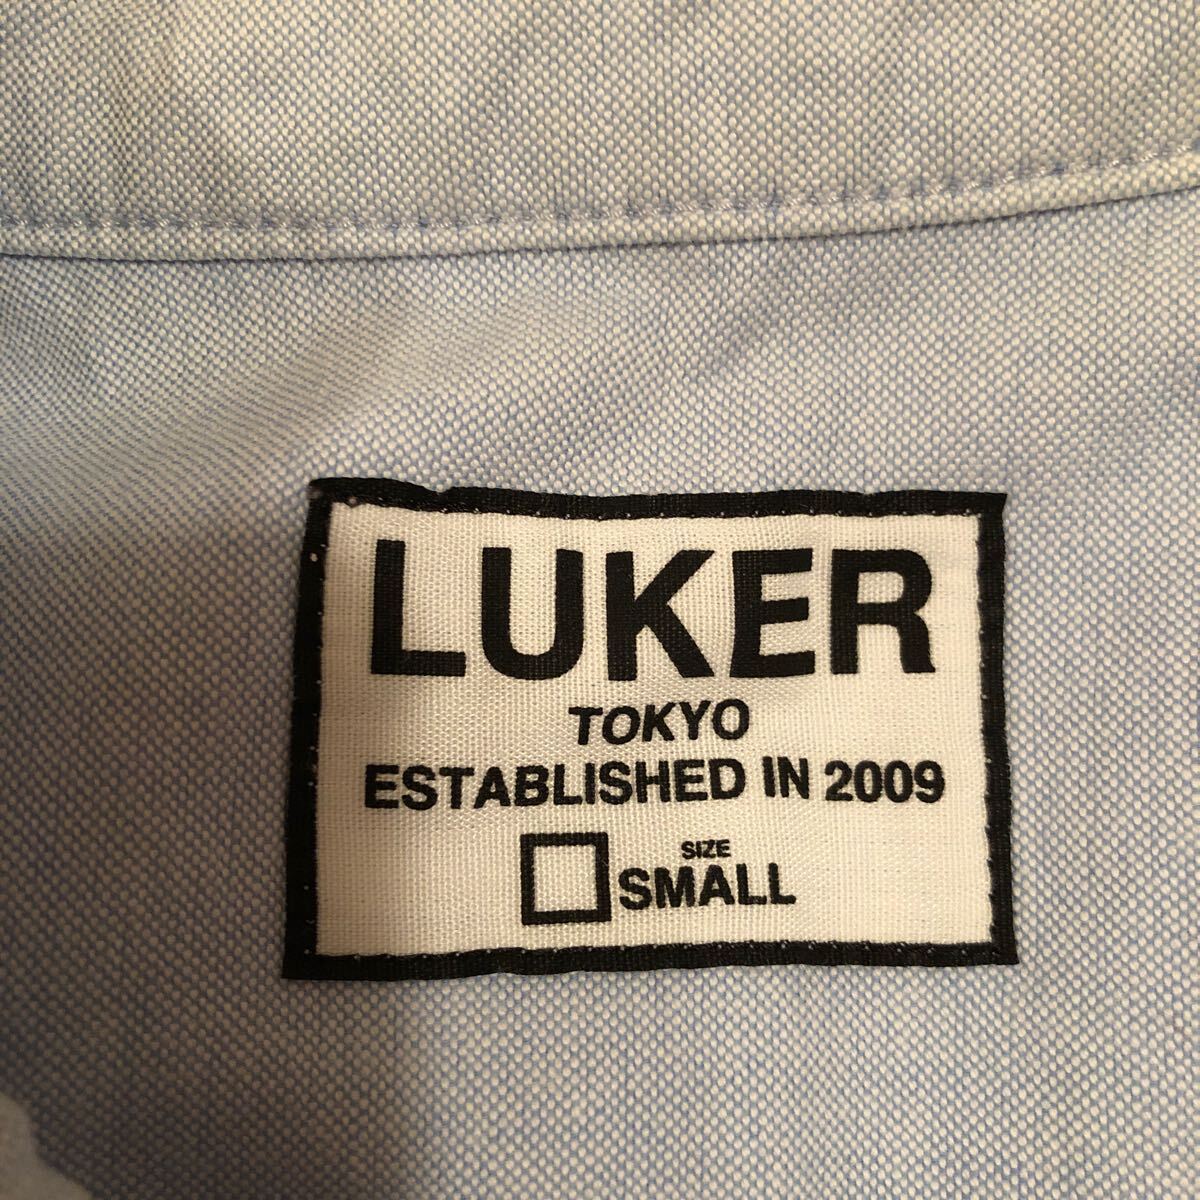 LUKER
TOKYO
ESTABLISHED IN 2009
SIZE
SMALL